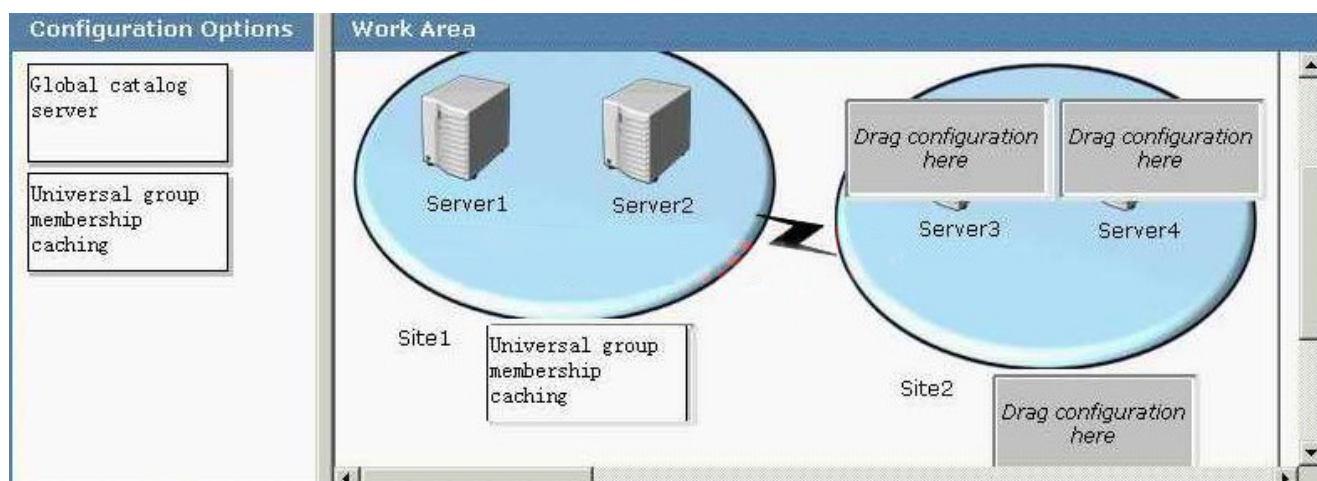 Configuration Options
Work Area
Global catalog
server
Universal group
membership
caching
Server1
Server2
Site1
Universal group
membership
caching
Drag configuration
here
Drag configuration
here
Server3
Server4
Site2
Drag configuration
here